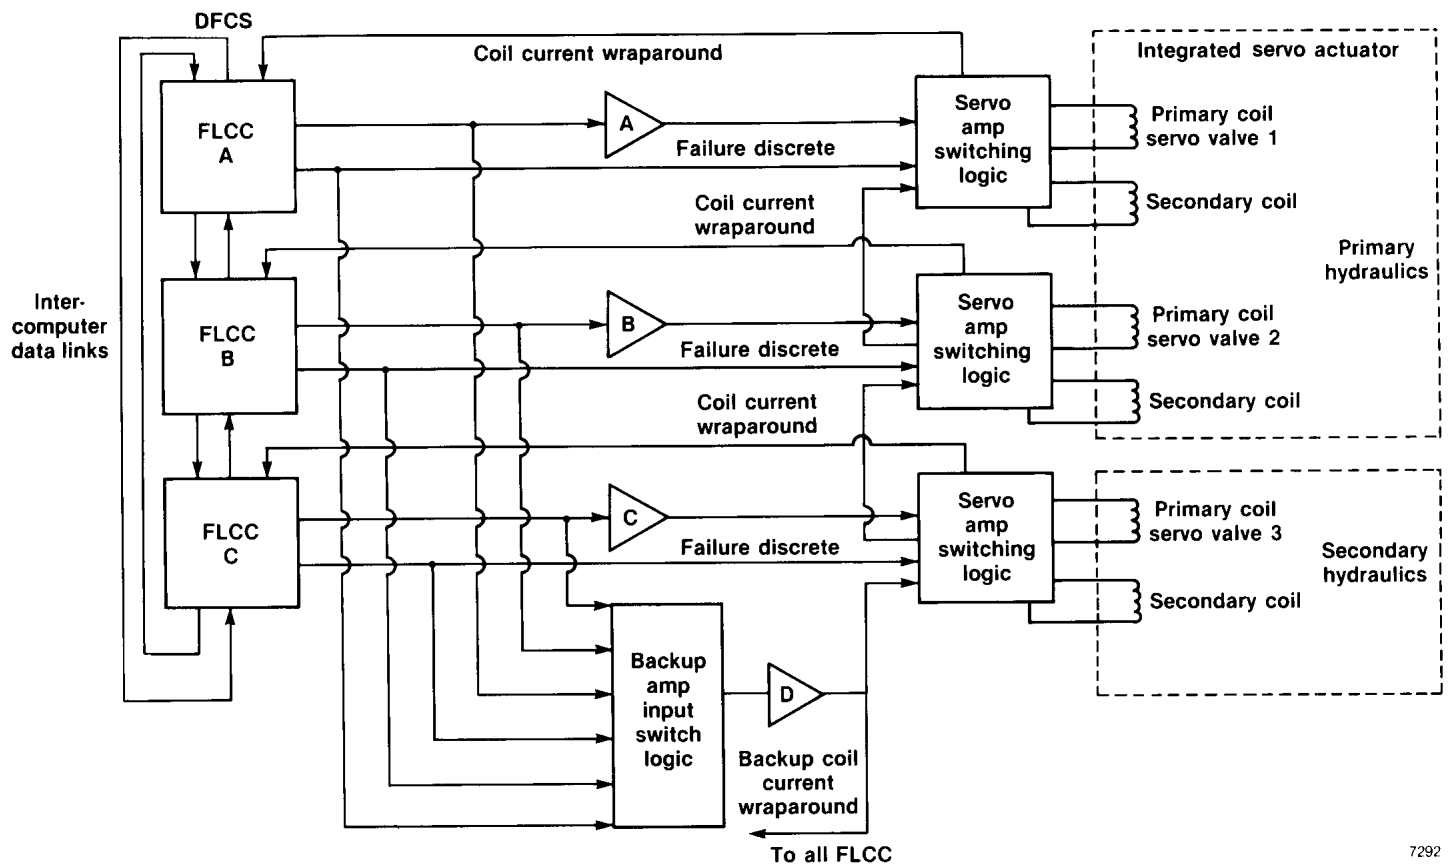 DFCS
Coil current wraparound
Integrated servo actuator
FLCC
A
A
Failure discrete
Servo
amp
switching
logic
Primary coil
servo valve 1
Secondary coil
Coil current
wraparound
Primary
hydraulics
Inter-
computer
data links
FLCC
B
B
Failure discrete
Servo
amp
switching
logic
Primary coil
servo valve 2
Secondary coil
Coil current
wraparound
FLCC
C
C
Failure discrete
Servo
amp
switching
logic
Primary coil
servo valve 3
Secondary coil
Secondary
hydraulics
Backup
amp
input
switch
logic
D
Backup coil
current
wraparound
To all FLCC
7292